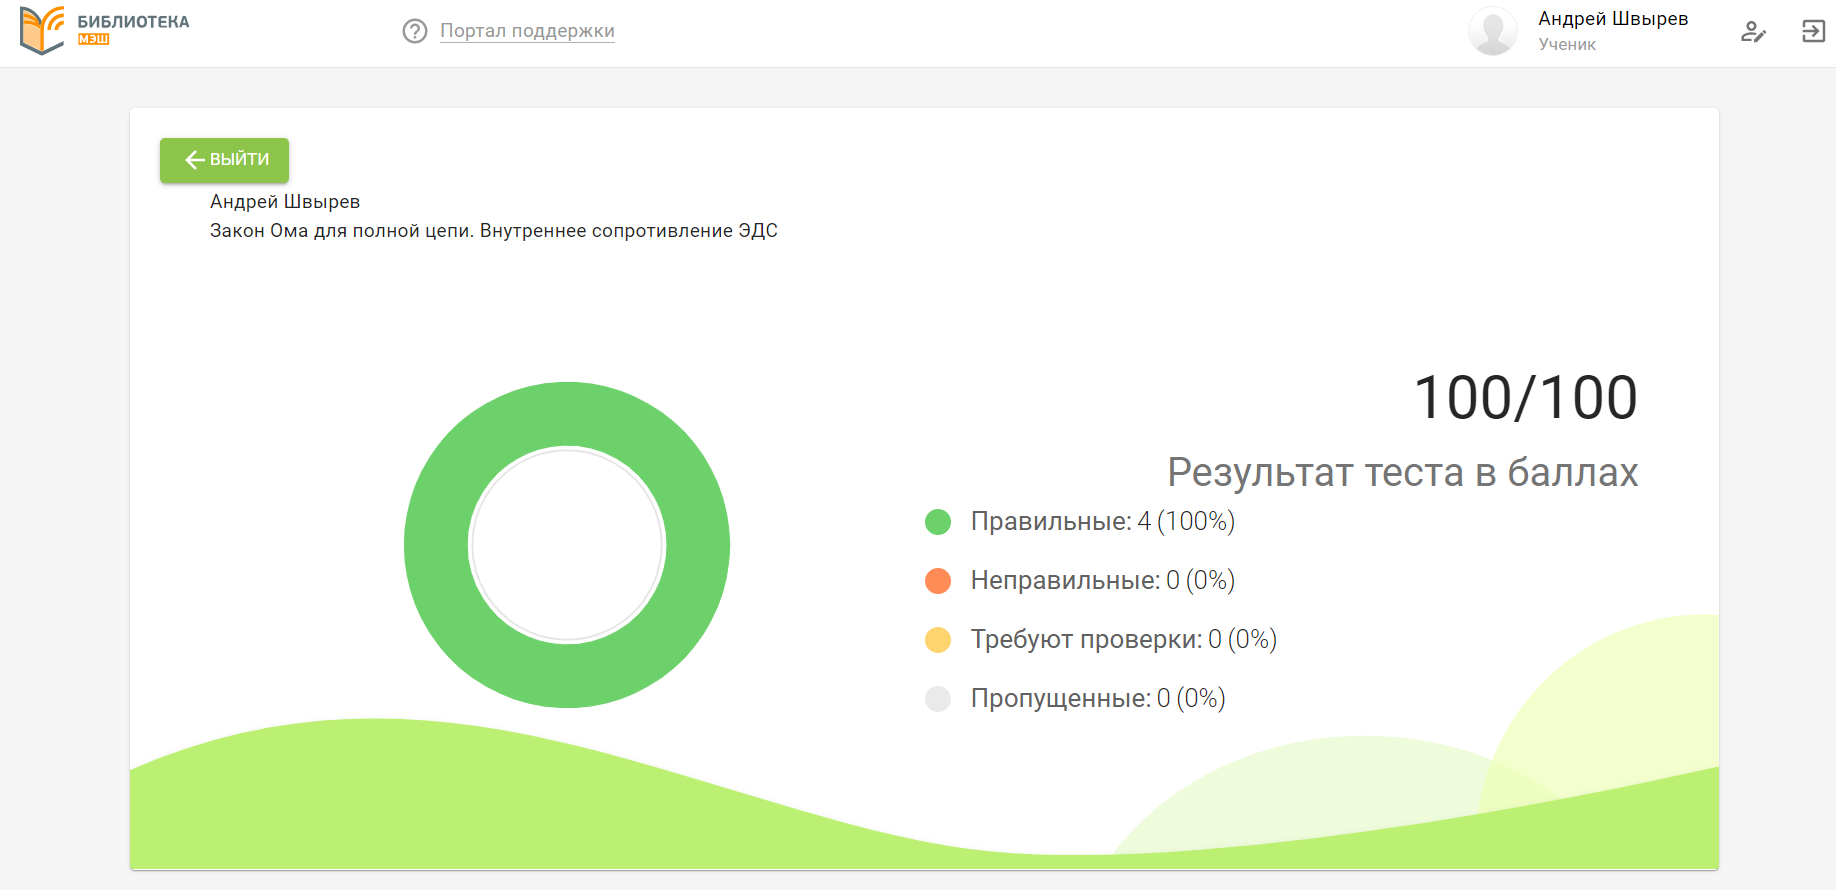 БИБЛИОТЕКА
МЭШ
Портал поддержки
Андрей Швырев
Ученик
ВЫЙТИ
Андрей Швырев
Закон Ома для полной цепи. Внутреннее сопротивление ЭДС
100/100
Результат теста в баллах
Правильные: 4 (100%)
Неправильные: 0 (0%)
Требуют проверки: 0 (0%)
Пропущенные: 0 (0%)